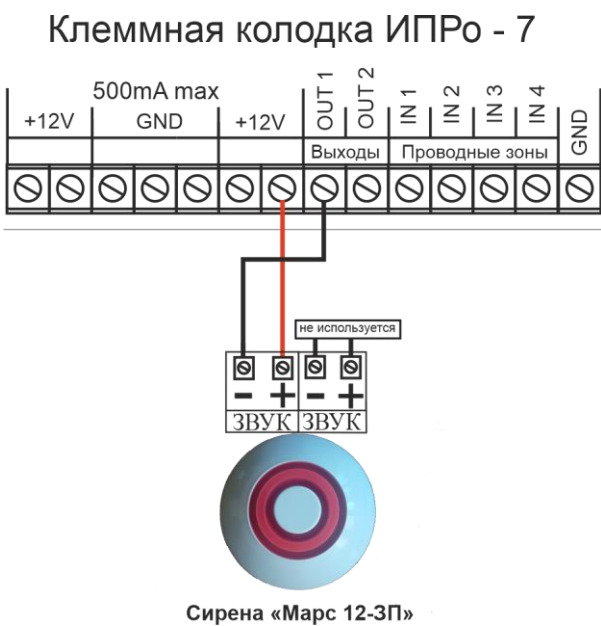 Клеммная колодка ИПРо - 7
500mA max
+12V GND +12V OUT 1 OUT 2 IN 1 IN 2 IN 3 IN 4 GND
Выходы Проводные зоны
не используется
- + - +
ЗВУК ЗВУК
Сирена «Марс 12-ЗП»